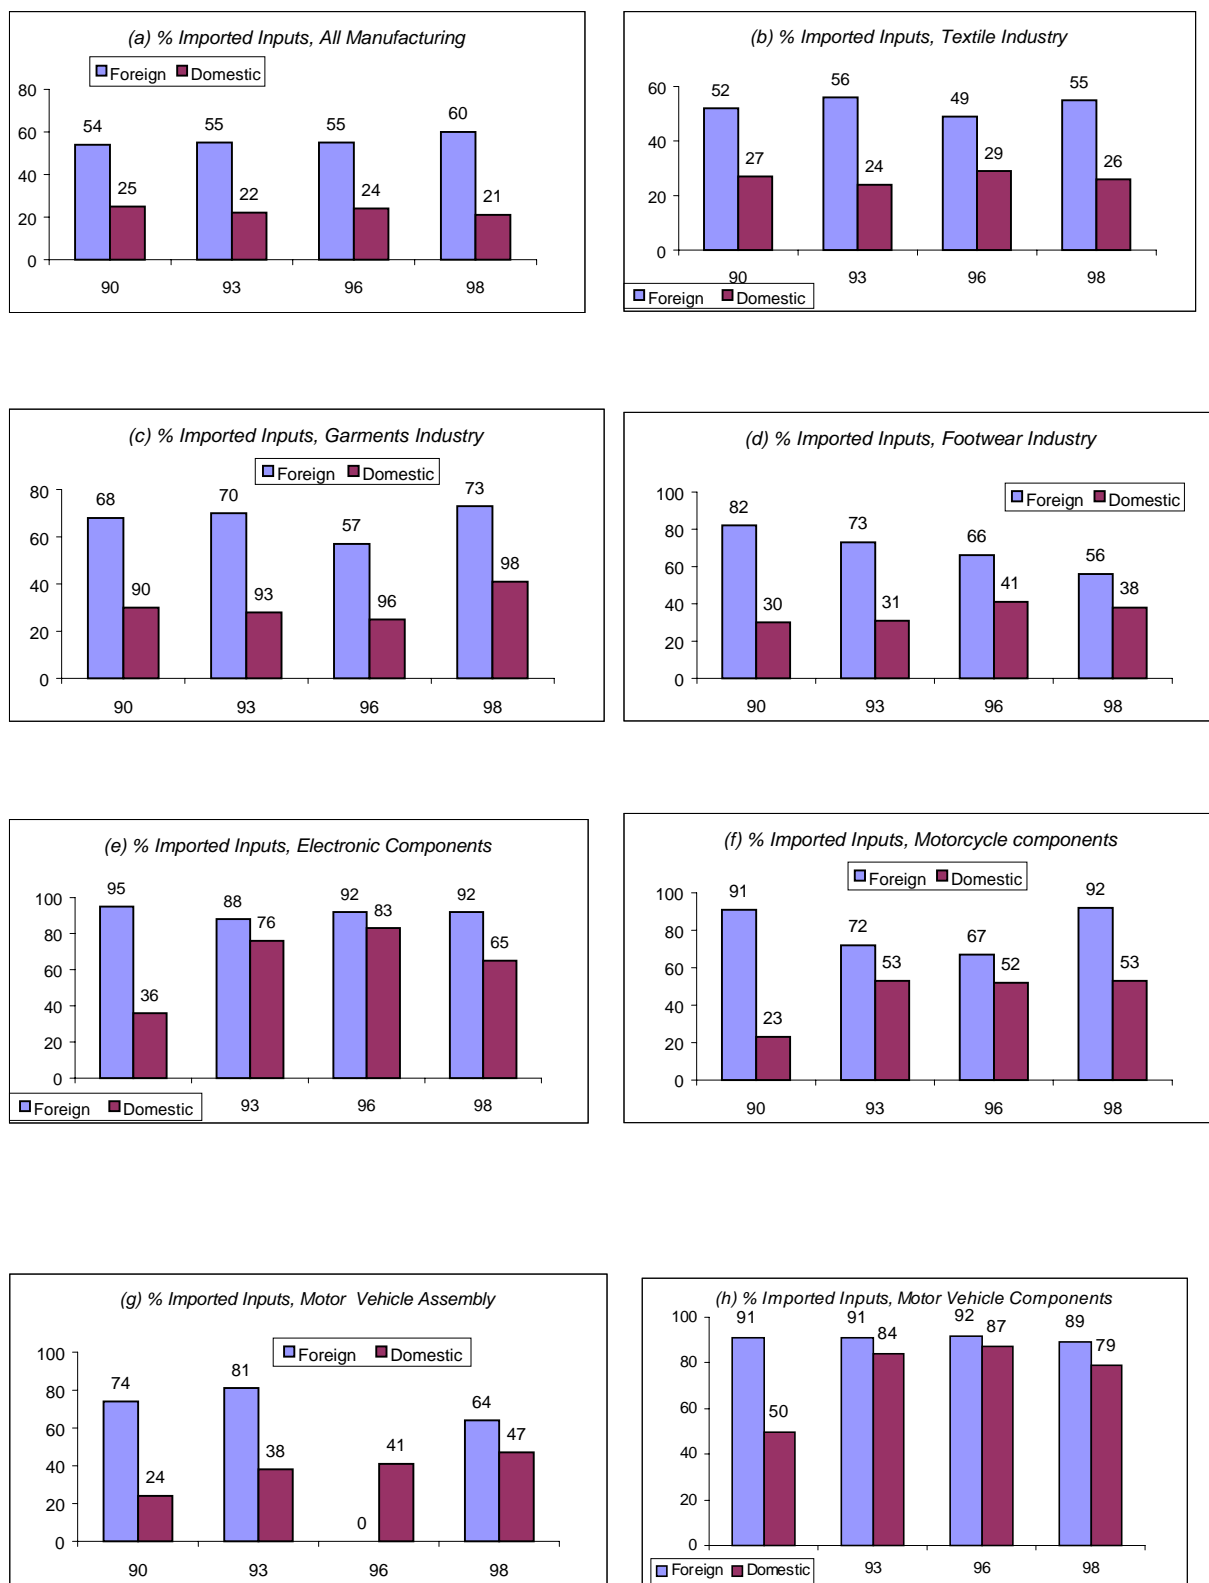 (a) % Imported Inputs, All Manufacturing
Foreign Domestic
80
60
40
20
0
54 25 55 22 55 24 60 21
90 93 96 98
(b) % Imported Inputs, Textile Industry
60
40
20
0
52 27 56 24 49 29 55 26
90 93 96 98
Foreign Domestic
(c) % Imported Inputs, Garments Industry
Foreign Domestic
80
60
40
20
0
68 90 70 93 57 96 73 98
90 93 96 98
(d) % Imported Inputs, Footwear Industry
Foreign Domestic
100
80
60
40
20
0
82 30 73 31 66 41 56 38
90 93 96 98
(e) % Imported Inputs, Electronic Components
100
80
60
40
20
0
95 36 88 76 92 83 92 65
93 96 98
Foreign Domestic
(f) % Imported Inputs, Motorcycle components
Foreign Domestic
100
80
60
40
20
0
91 23 72 53 67 52 92 53
90 93 96 98
(g) % Imported Inputs, Motor Vehicle Assembly
Foreign Domestic
100
80
60
40
20
0
74 24 81 38 0 41 64 47
90 93 96 98
(h) % Imported Inputs, Motor Vehicle Components
100
80
60
40
20
0
91 50 91 84 92 87 89 79
93 96 98
Foreign Domestic